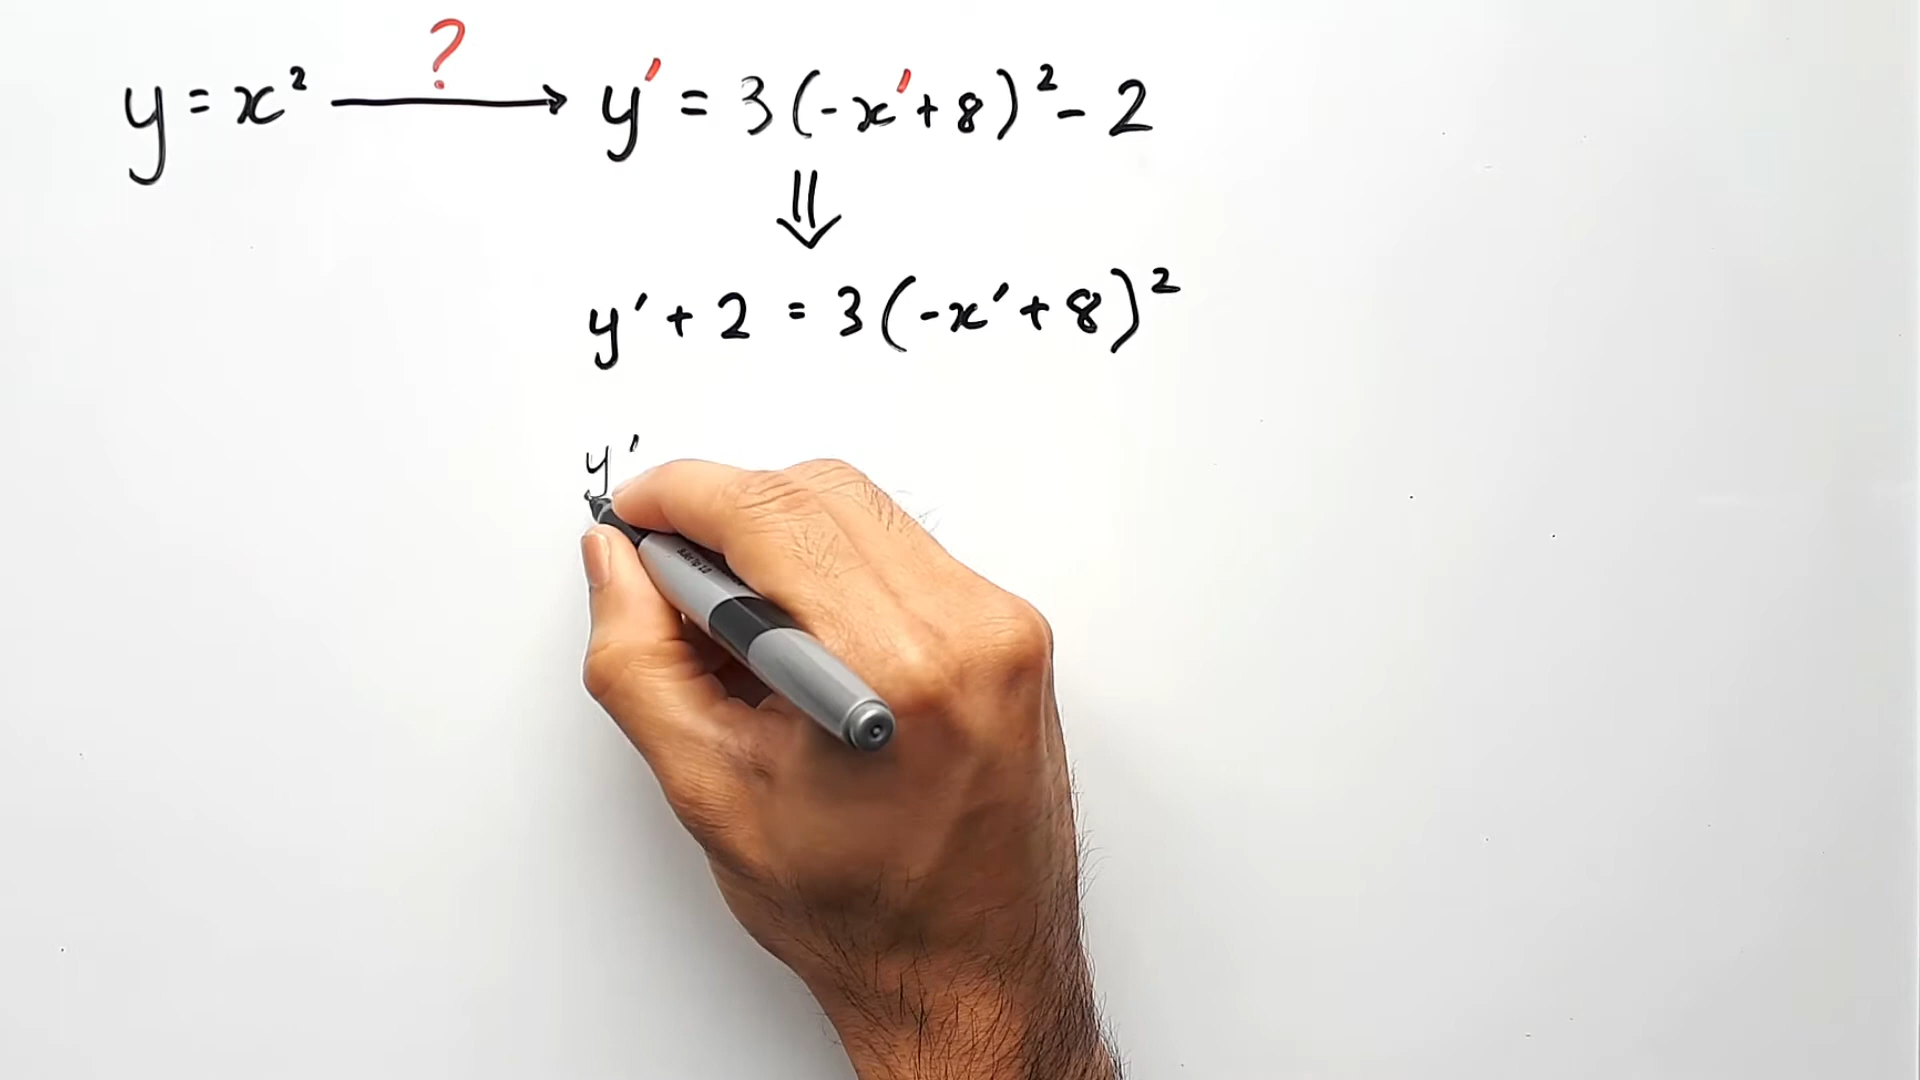 ?
y = x² ⟶ y' = 3(-x'+8)² - 2
⇓
y' + 2 = 3(-x'+8)²
y'